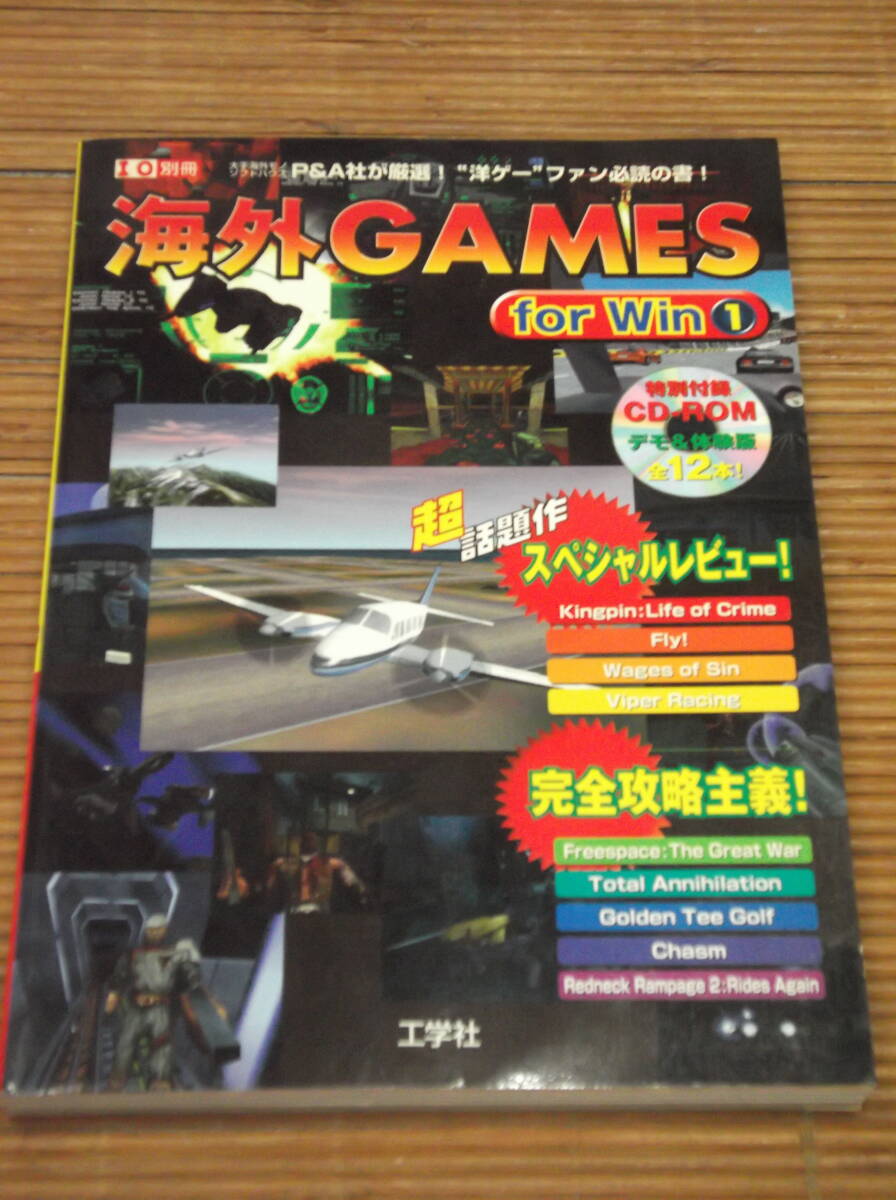 I O 別冊
P&A社が厳選! "洋ゲー"ファン必読の書!
海外GAMES
for Win 1
特別付録
CD-ROM
デモ&体験版
全12本!
超話題作
スペシャルレビュー!
Kingpin:Life of Crime
Fly!
Wages of Sin
Viper Racing
完全攻略主義!
Freespace:The Great War
Total Annihilation
Golden Tee Golf
Chasm
Redneck Rampage 2:Rides Again
工学社